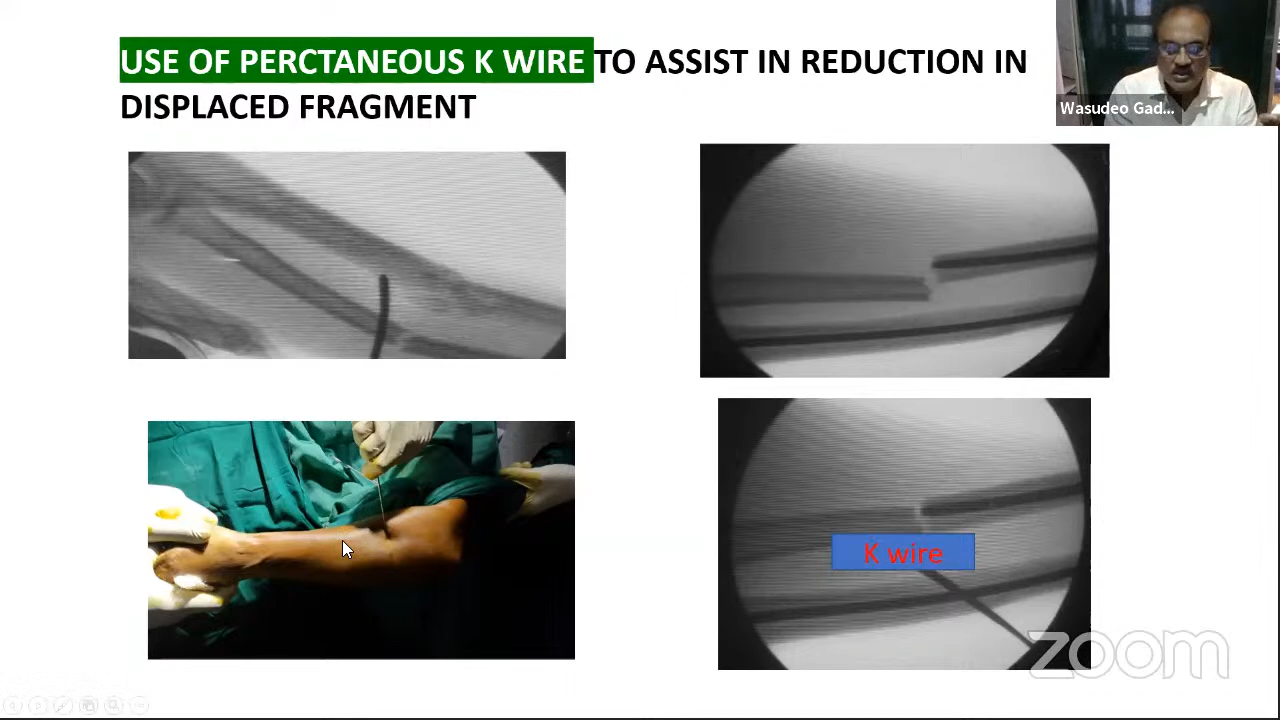 USE OF PERCTANEOUS K WIRE TO ASSIST IN REDUCTION IN
DISPLACED FRAGMENT
Wasudeo Gad...
K wire
zoom